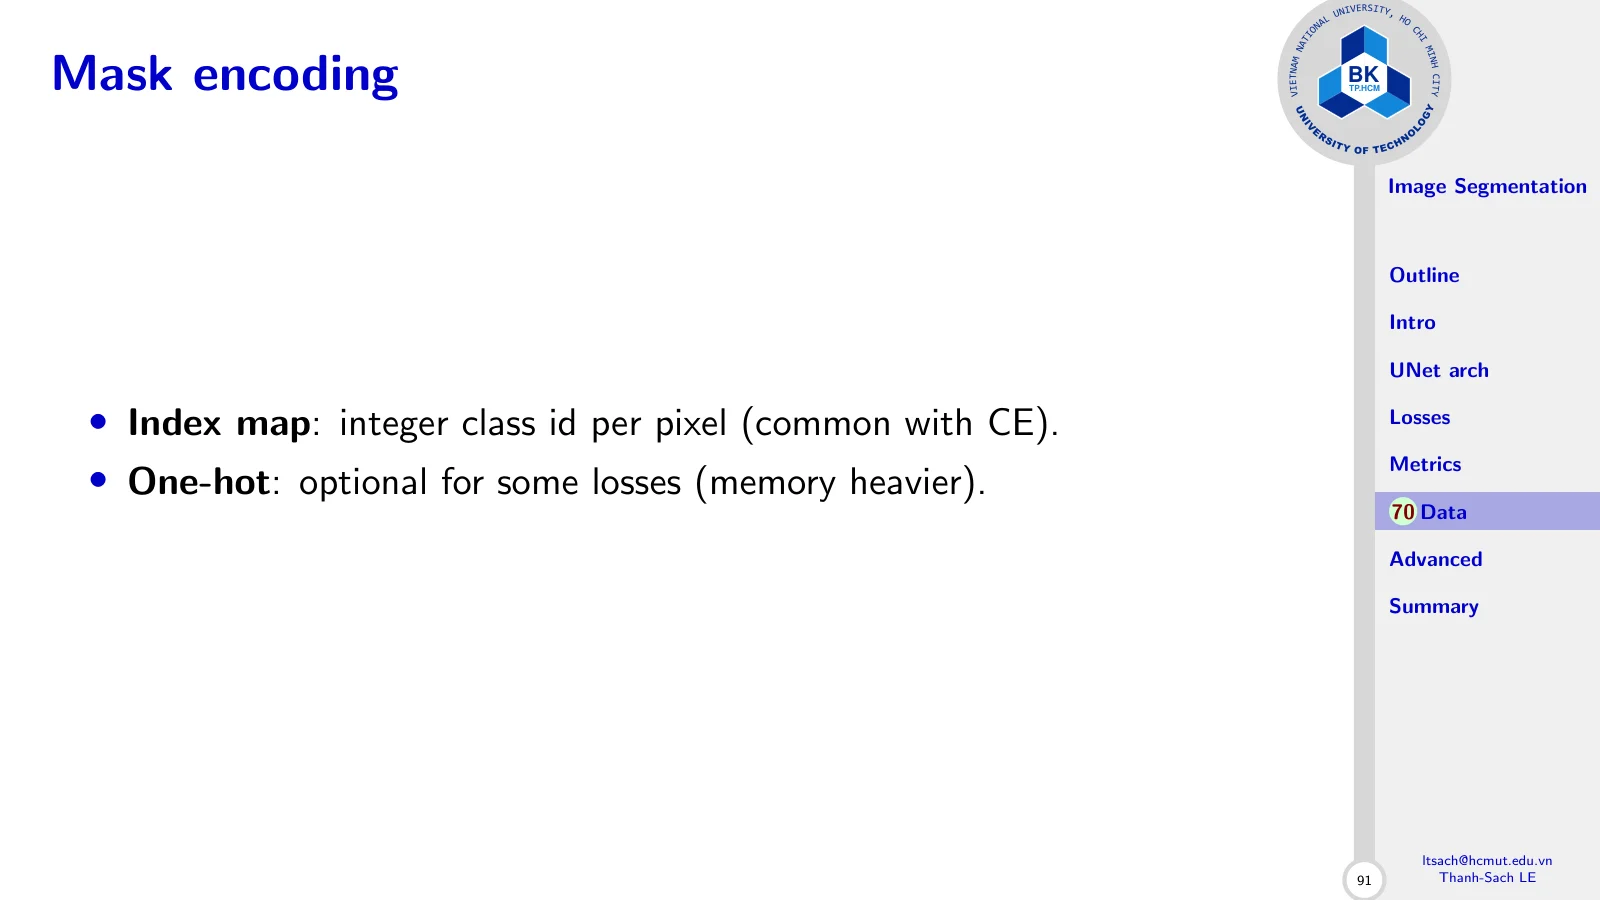 Mask encoding
• Index map: integer class id per pixel (common with CE).
• One-hot: optional for some losses (memory heavier).
VIETNAM NATIONAL UNIVERSITY, HO CHI MINH CITY
BK
TP.HCM
UNIVERSITY OF TECHNOLOGY
Image Segmentation
Outline
Intro
UNet arch
Losses
Metrics
70 Data
Advanced
Summary
ltsach@hcmut.edu.vn
Thanh-Sach LE
91